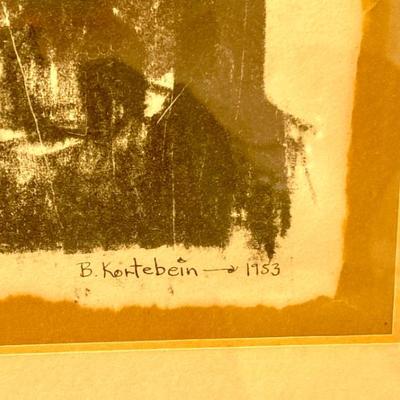 B. Kortebein → 1953